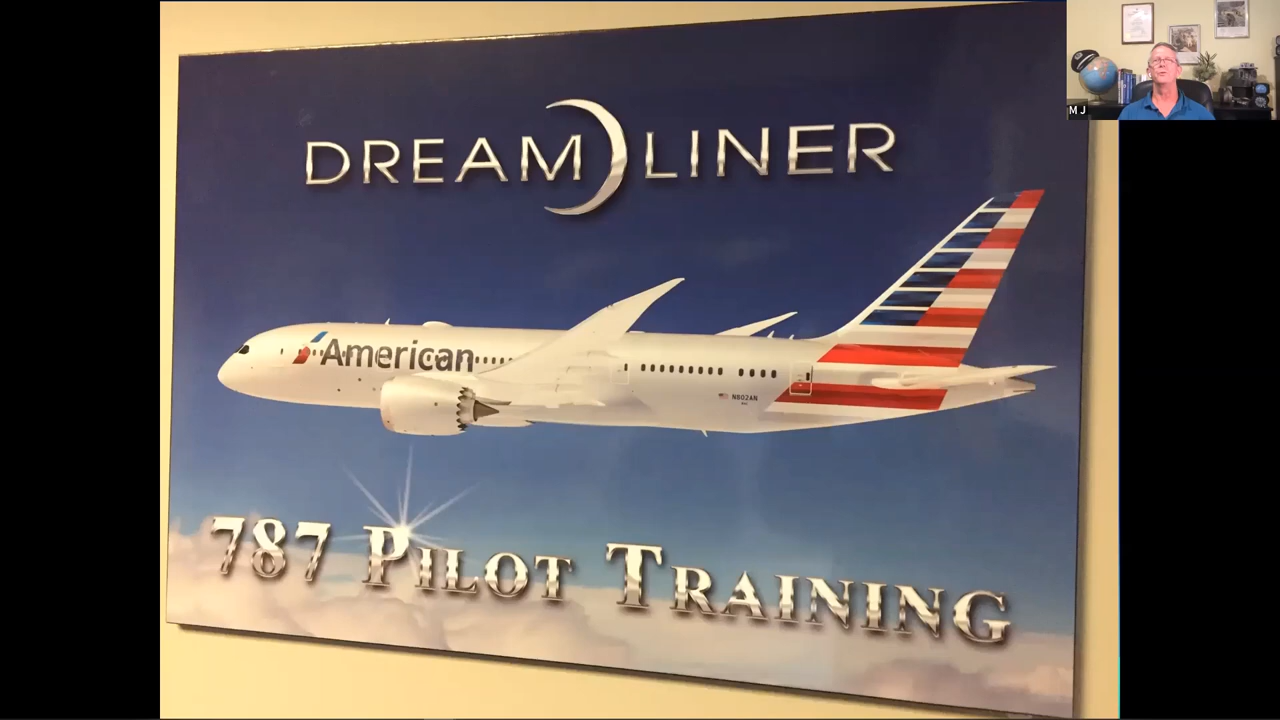 DREAMLINER
American
N802AN
787 PILOT TRAINING
M J